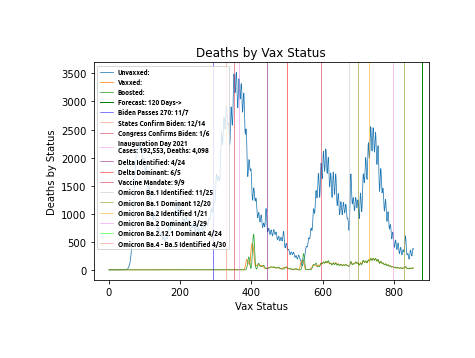 Deaths by Vax Status
Deaths by Status
3500
3000
2500
2000
1500
1000
500
0
Unvaxxed:
Vaxxed:
Boosted:
Forecast: 120 Days->
Biden Passes 270: 11/7
States Confirm Biden: 12/14
Congress Confirms Biden: 1/6
Inauguration Day 2021
Cases: 192,553, Deaths: 4,098
Delta Identified: 4/24
Delta Dominant: 6/5
Vaccine Mandate: 9/9
Omicron Ba.1 Identified: 11/25
Omicron Ba.1 Dominant 12/20
Omicron Ba.2 Identified 1/21
Omicron Ba.2 Dominant 3/29
Omicron Ba.2.12.1 Dominant 4/24
Omicron Ba.4 - Ba.5 Identified 4/30
0 200 400 600 800
Vax Status